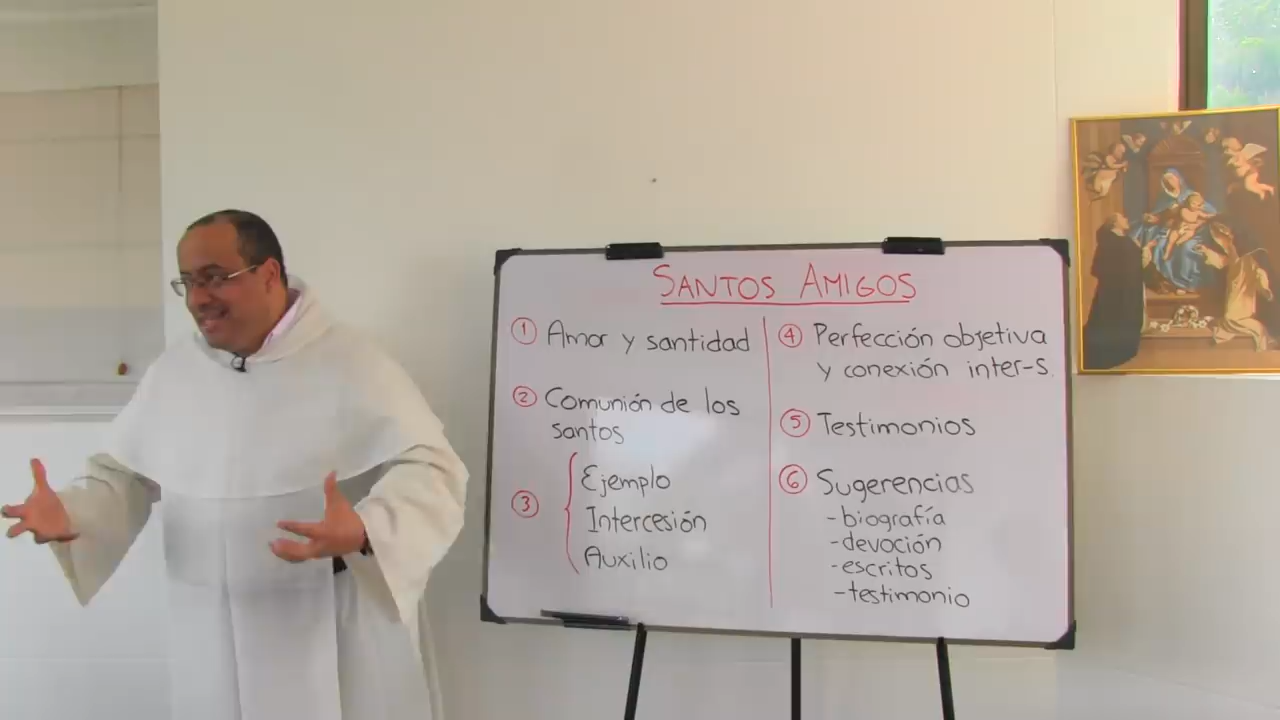 SANTOS AMIGOS
① Amor y santidad
② Comunión de los
santos
③ Ejemplo
Intercesión
Auxilio
④ Perfección objetiva
y conexión inter-s.
⑤ Testimonios
⑥ Sugerencias
-biografía
-devoción
-escritos
-testimonio